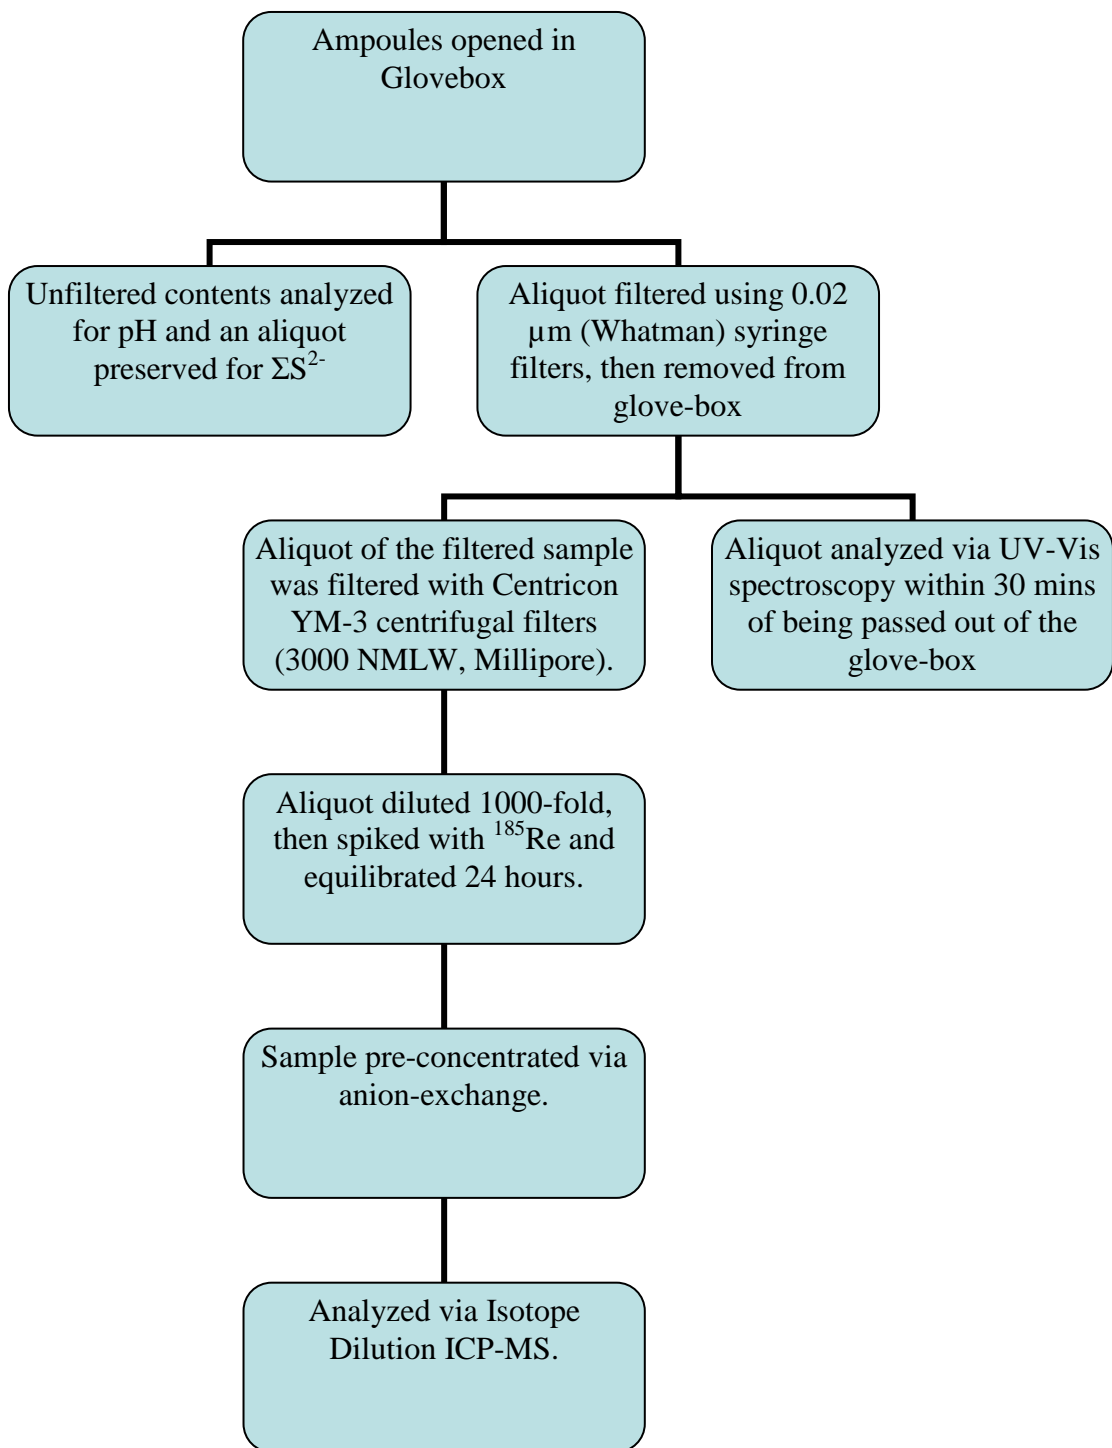 Ampoules opened in
Glovebox
Unfiltered contents analyzed
for pH and an aliquot
preserved for ΣS²⁻
Aliquot filtered using 0.02
µm (Whatman) syringe
filters, then removed from
glove-box
Aliquot of the filtered sample
was filtered with Centricon
YM-3 centrifugal filters
(3000 NMLW, Millipore).
Aliquot analyzed via UV-Vis
spectroscopy within 30 mins
of being passed out of the
glove-box
Aliquot diluted 1000-fold,
then spiked with ¹⁸⁵Re and
equilibrated 24 hours.
Sample pre-concentrated via
anion-exchange.
Analyzed via Isotope
Dilution ICP-MS.